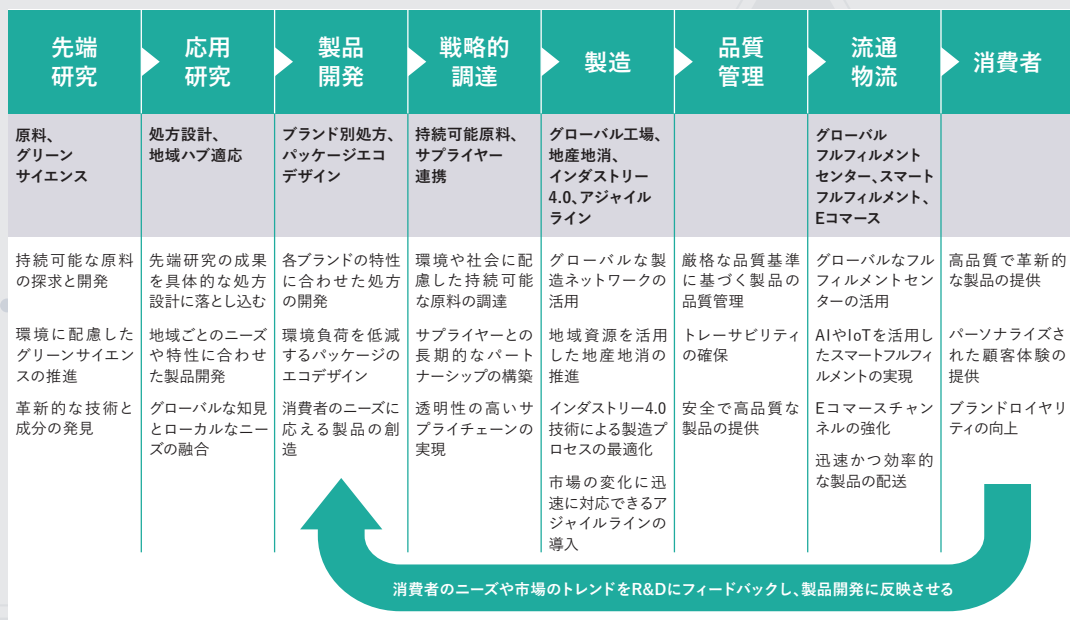 先端
研究
応用
研究
製品
開発
戦略的
調達
製造
品質
管理
流通
物流
消費者
原料、
グリーン
サイエンス
処方設計、
地域ハブ適応
ブランド別処方、
パッケージエコ
デザイン
持続可能原料、
サプライヤー
連携
グローバル工場、
地産地消、
インダストリー
4.0、アジャイル
ライン
グローバル
フルフィルメント
センター、スマート
フルフィルメント、
Eコマース
持続可能な原料
の探求と開発
環境に配慮した
グリーンサイエン
スの推進
革新的な技術と
成分の発見
先端研究の成果
を具体的な処方
設計に落とし込む
地域ごとのニーズ
や特性に合わせ
た製品開発
グローバルな知見
とローカルなニー
ズの融合
各ブランドの特性
に合わせた処方
の開発
環境負荷を低減
するパッケージの
エコデザイン
消費者のニーズに
応える製品の創
造
環境や社会に配
慮した持続可能
な原料の調達
サプライヤーとの
長期的なパート
ナーシップの構築
透明性の高いサ
プライチェーンの
実現
グローバルな製
造ネットワークの
活用
地域資源を活用
した地産地消の
推進
インダストリー4.0
技術による製造プ
ロセスの最適化
市場の変化に迅
速に対応できるア
ジャイルラインの
導入
厳格な品質基準
に基づく製品の
品質管理
トレーサビリティ
の確保
安全で高品質な
製品の提供
グローバルなフル
フィルメントセン
ターの活用
AIやIoTを活用し
たスマートフルフィ
ルメントの実現
Eコマースチャン
ネルの強化
迅速かつ効率的
な製品の配送
高品質で革新的
な製品の提供
パーソナライズさ
れた顧客体験の
提供
ブランドロイヤリ
ティの向上
消費者のニーズや市場のトレンドをR&Dにフィードバックし、製品開発に反映させる